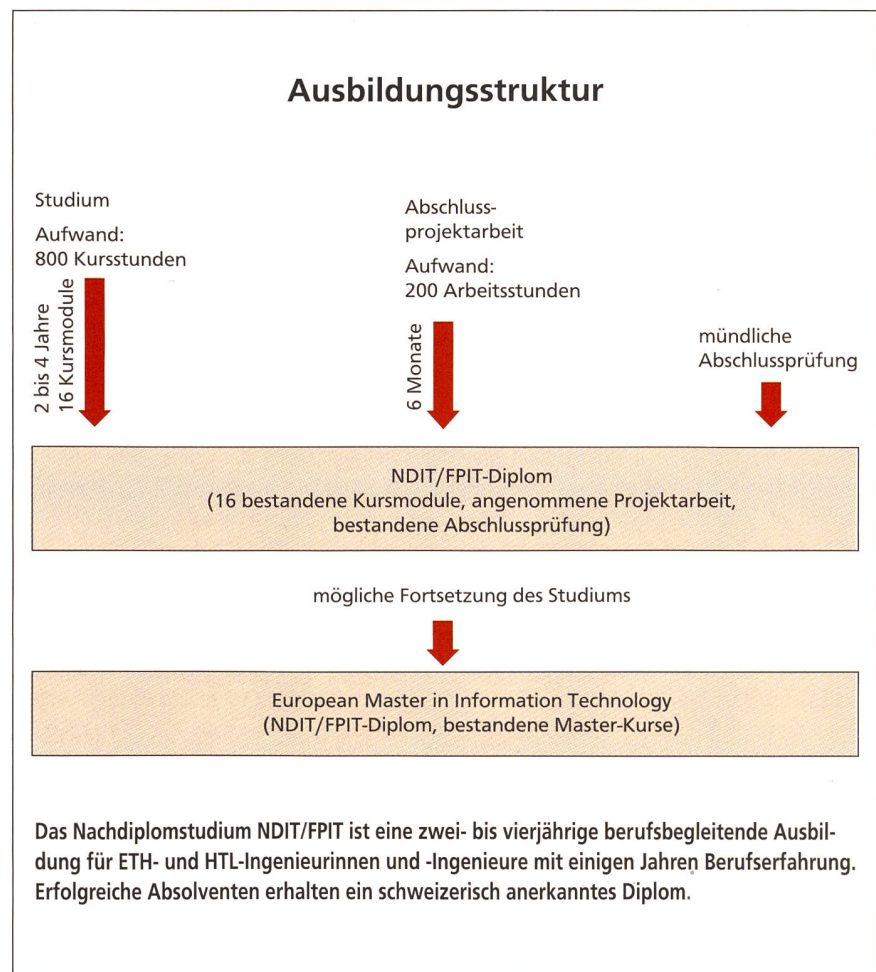 Ausbildungsstruktur
Studium
Aufwand:
800 Kursstunden
2 bis 4 Jahre
16 Kursmodule
Abschluss-
projektarbeit
Aufwand:
200 Arbeitsstunden
6 Monate
mündliche
Abschlussprüfung
NDIT/FPIT-Diplom
(16 bestandene Kursmodule, angenommene Projektarbeit,
bestandene Abschlussprüfung)
mögliche Fortsetzung des Studiums
European Master in Information Technology
(NDIT/FPIT-Diplom, bestandene Master-Kurse)
Das Nachdiplomstudium NDIT/FPIT ist eine zwei- bis vierjährige berufsbegleitende Ausbil-
dung für ETH- und HTL-Ingenieurinnen und -Ingenieure mit einigen Jahren Berufserfahrung.
Erfolgreiche Absolventen erhalten ein schweizerisch anerkanntes Diplom.